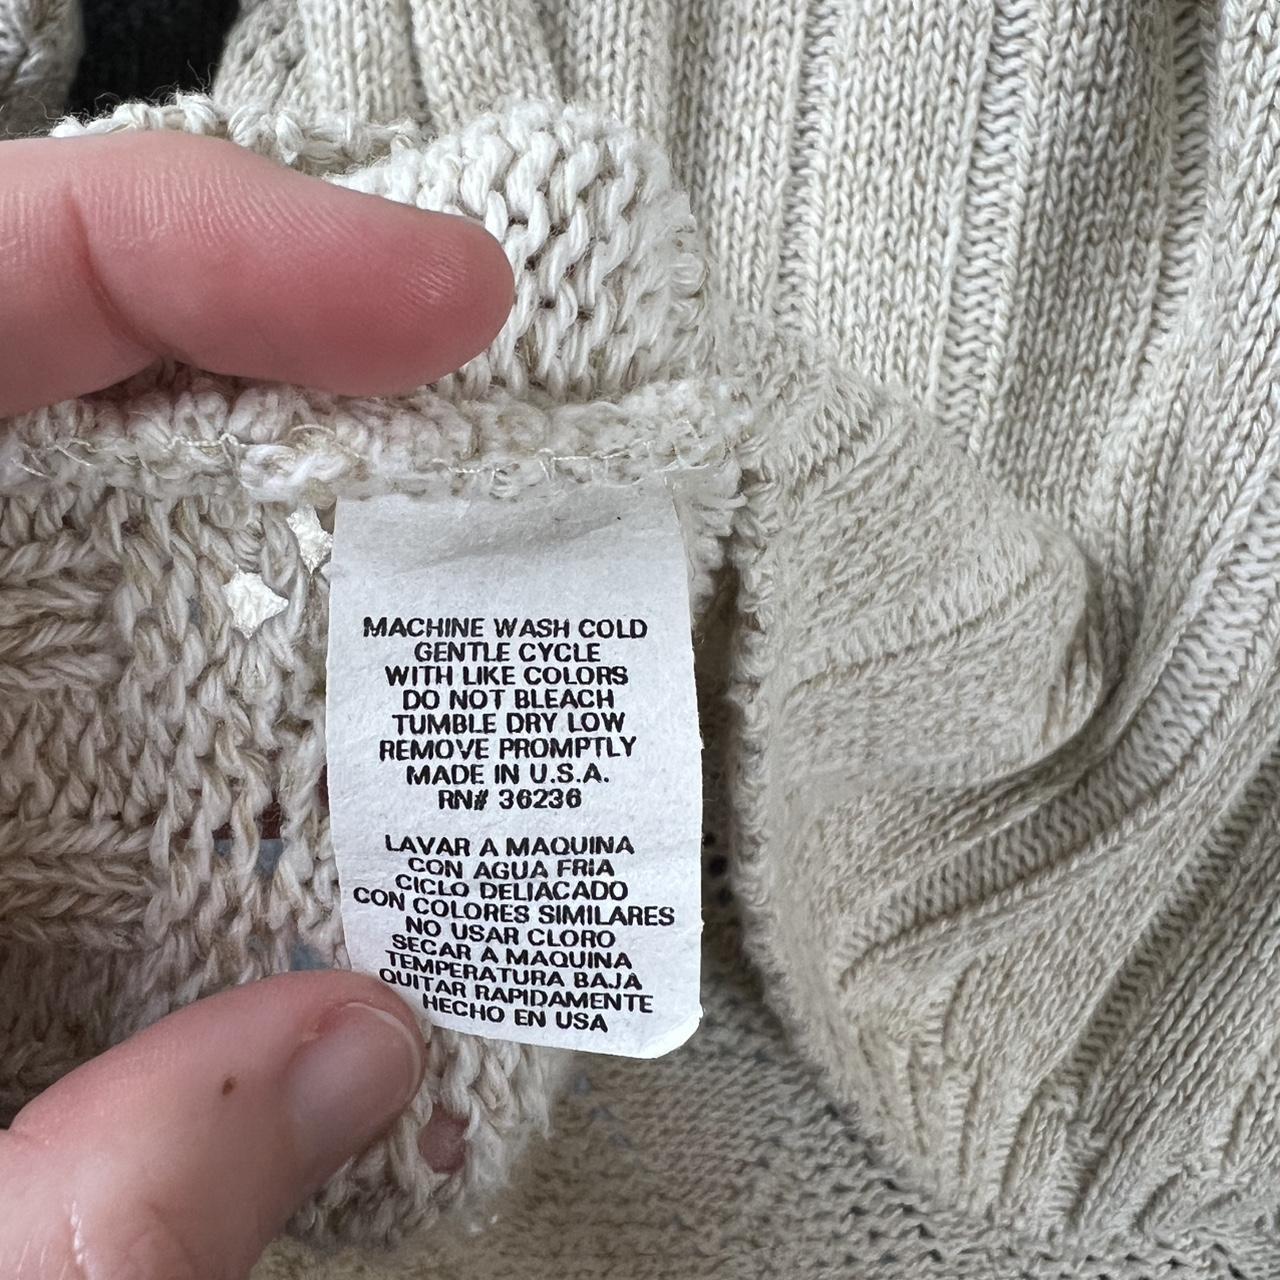 MACHINE WASH COLD
GENTLE CYCLE
WITH LIKE COLORS
DO NOT BLEACH
TUMBLE DRY LOW
REMOVE PROMPTLY
MADE IN U.S.A.
RN# 36236
LAVAR A MAQUINA
CON AGUA FRIA
CICLO DELIACADO
CON COLORES SIMILARES
NO USAR CLORO
SECAR A MAQUINA
TEMPERATURA BAJA
QUITAR RAPIDAMENTE
HECHO EN USA